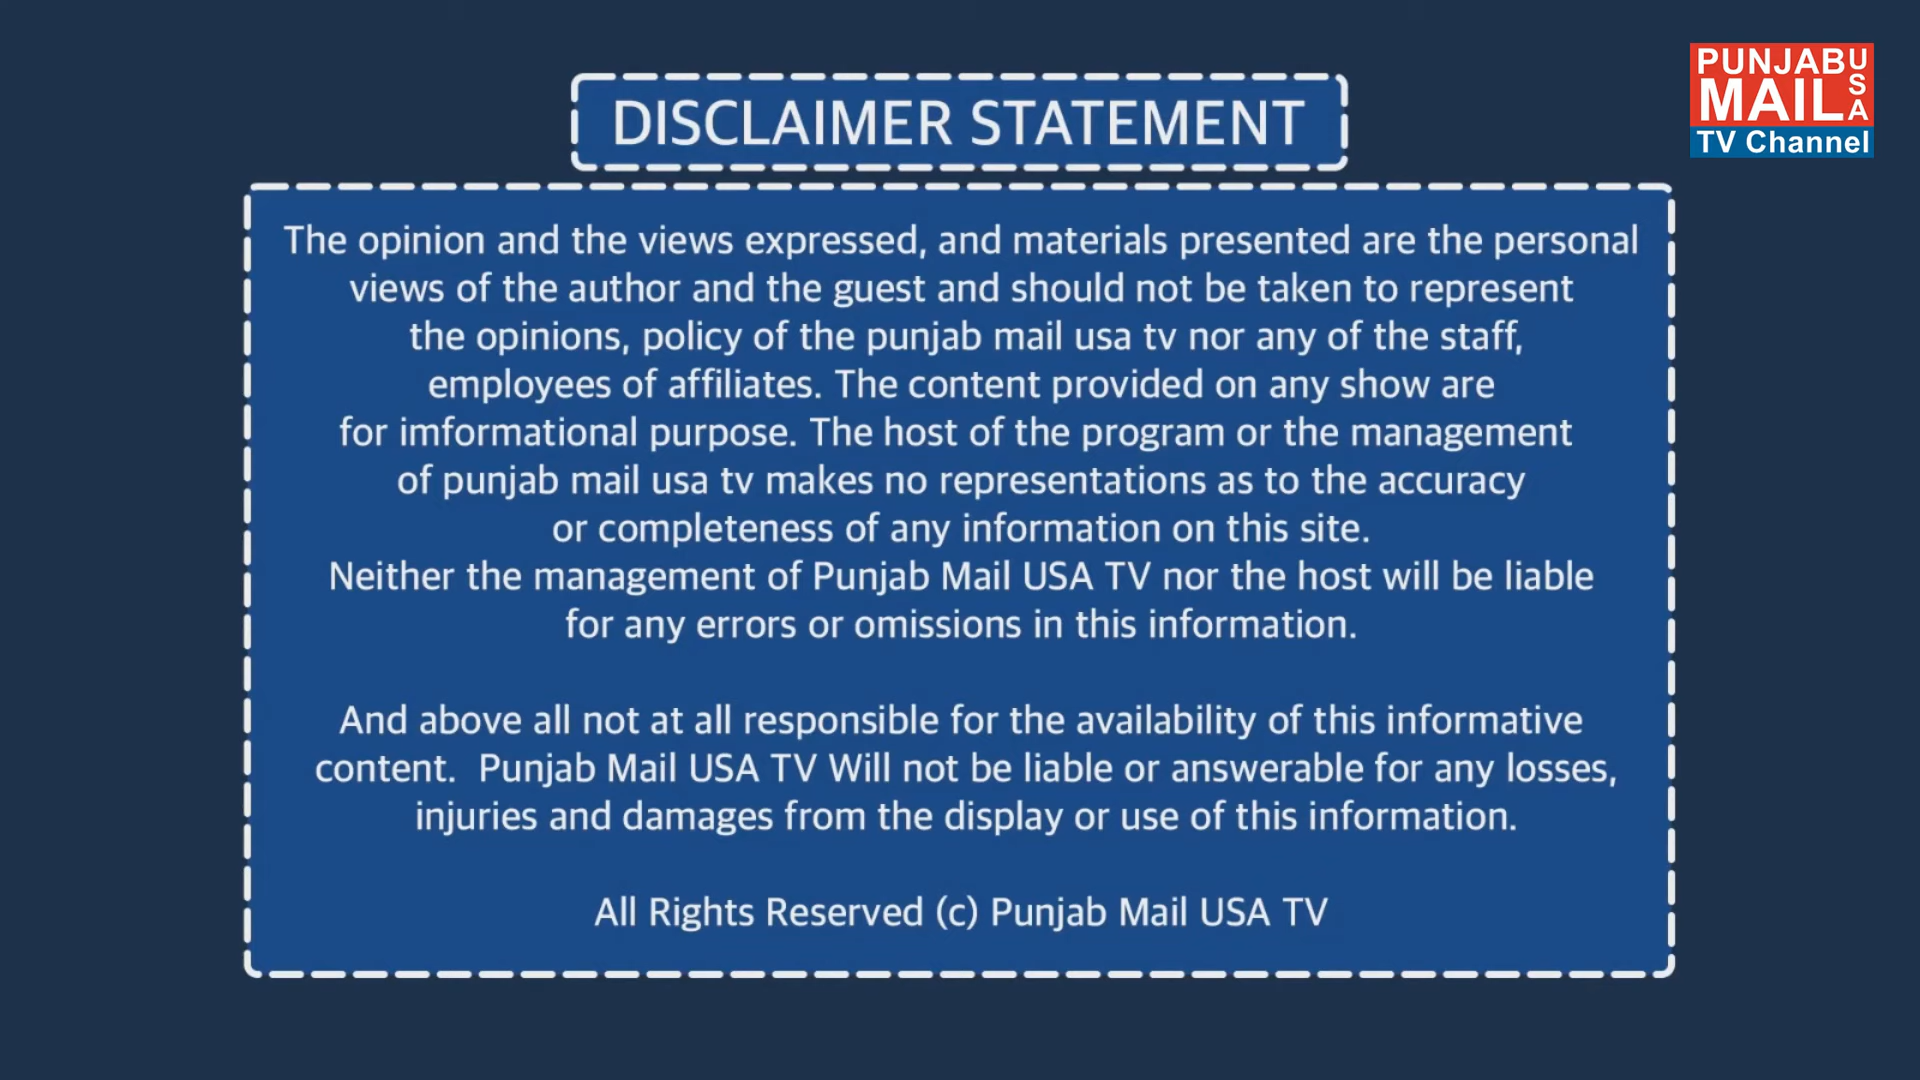 PUNJAB USA
MAIL
TV Channel
DISCLAIMER STATEMENT
The opinion and the views expressed, and materials presented are the personal
views of the author and the guest and should not be taken to represent
the opinions, policy of the punjab mail usa tv nor any of the staff,
employees of affiliates. The content provided on any show are
for imformational purpose. The host of the program or the management
of punjab mail usa tv makes no representations as to the accuracy
or completeness of any information on this site.
Neither the management of Punjab Mail USA TV nor the host will be liable
for any errors or omissions in this information.
And above all not at all responsible for the availability of this informative
content.  Punjab Mail USA TV Will not be liable or answerable for any losses,
injuries and damages from the display or use of this information.
All Rights Reserved (c) Punjab Mail USA TV